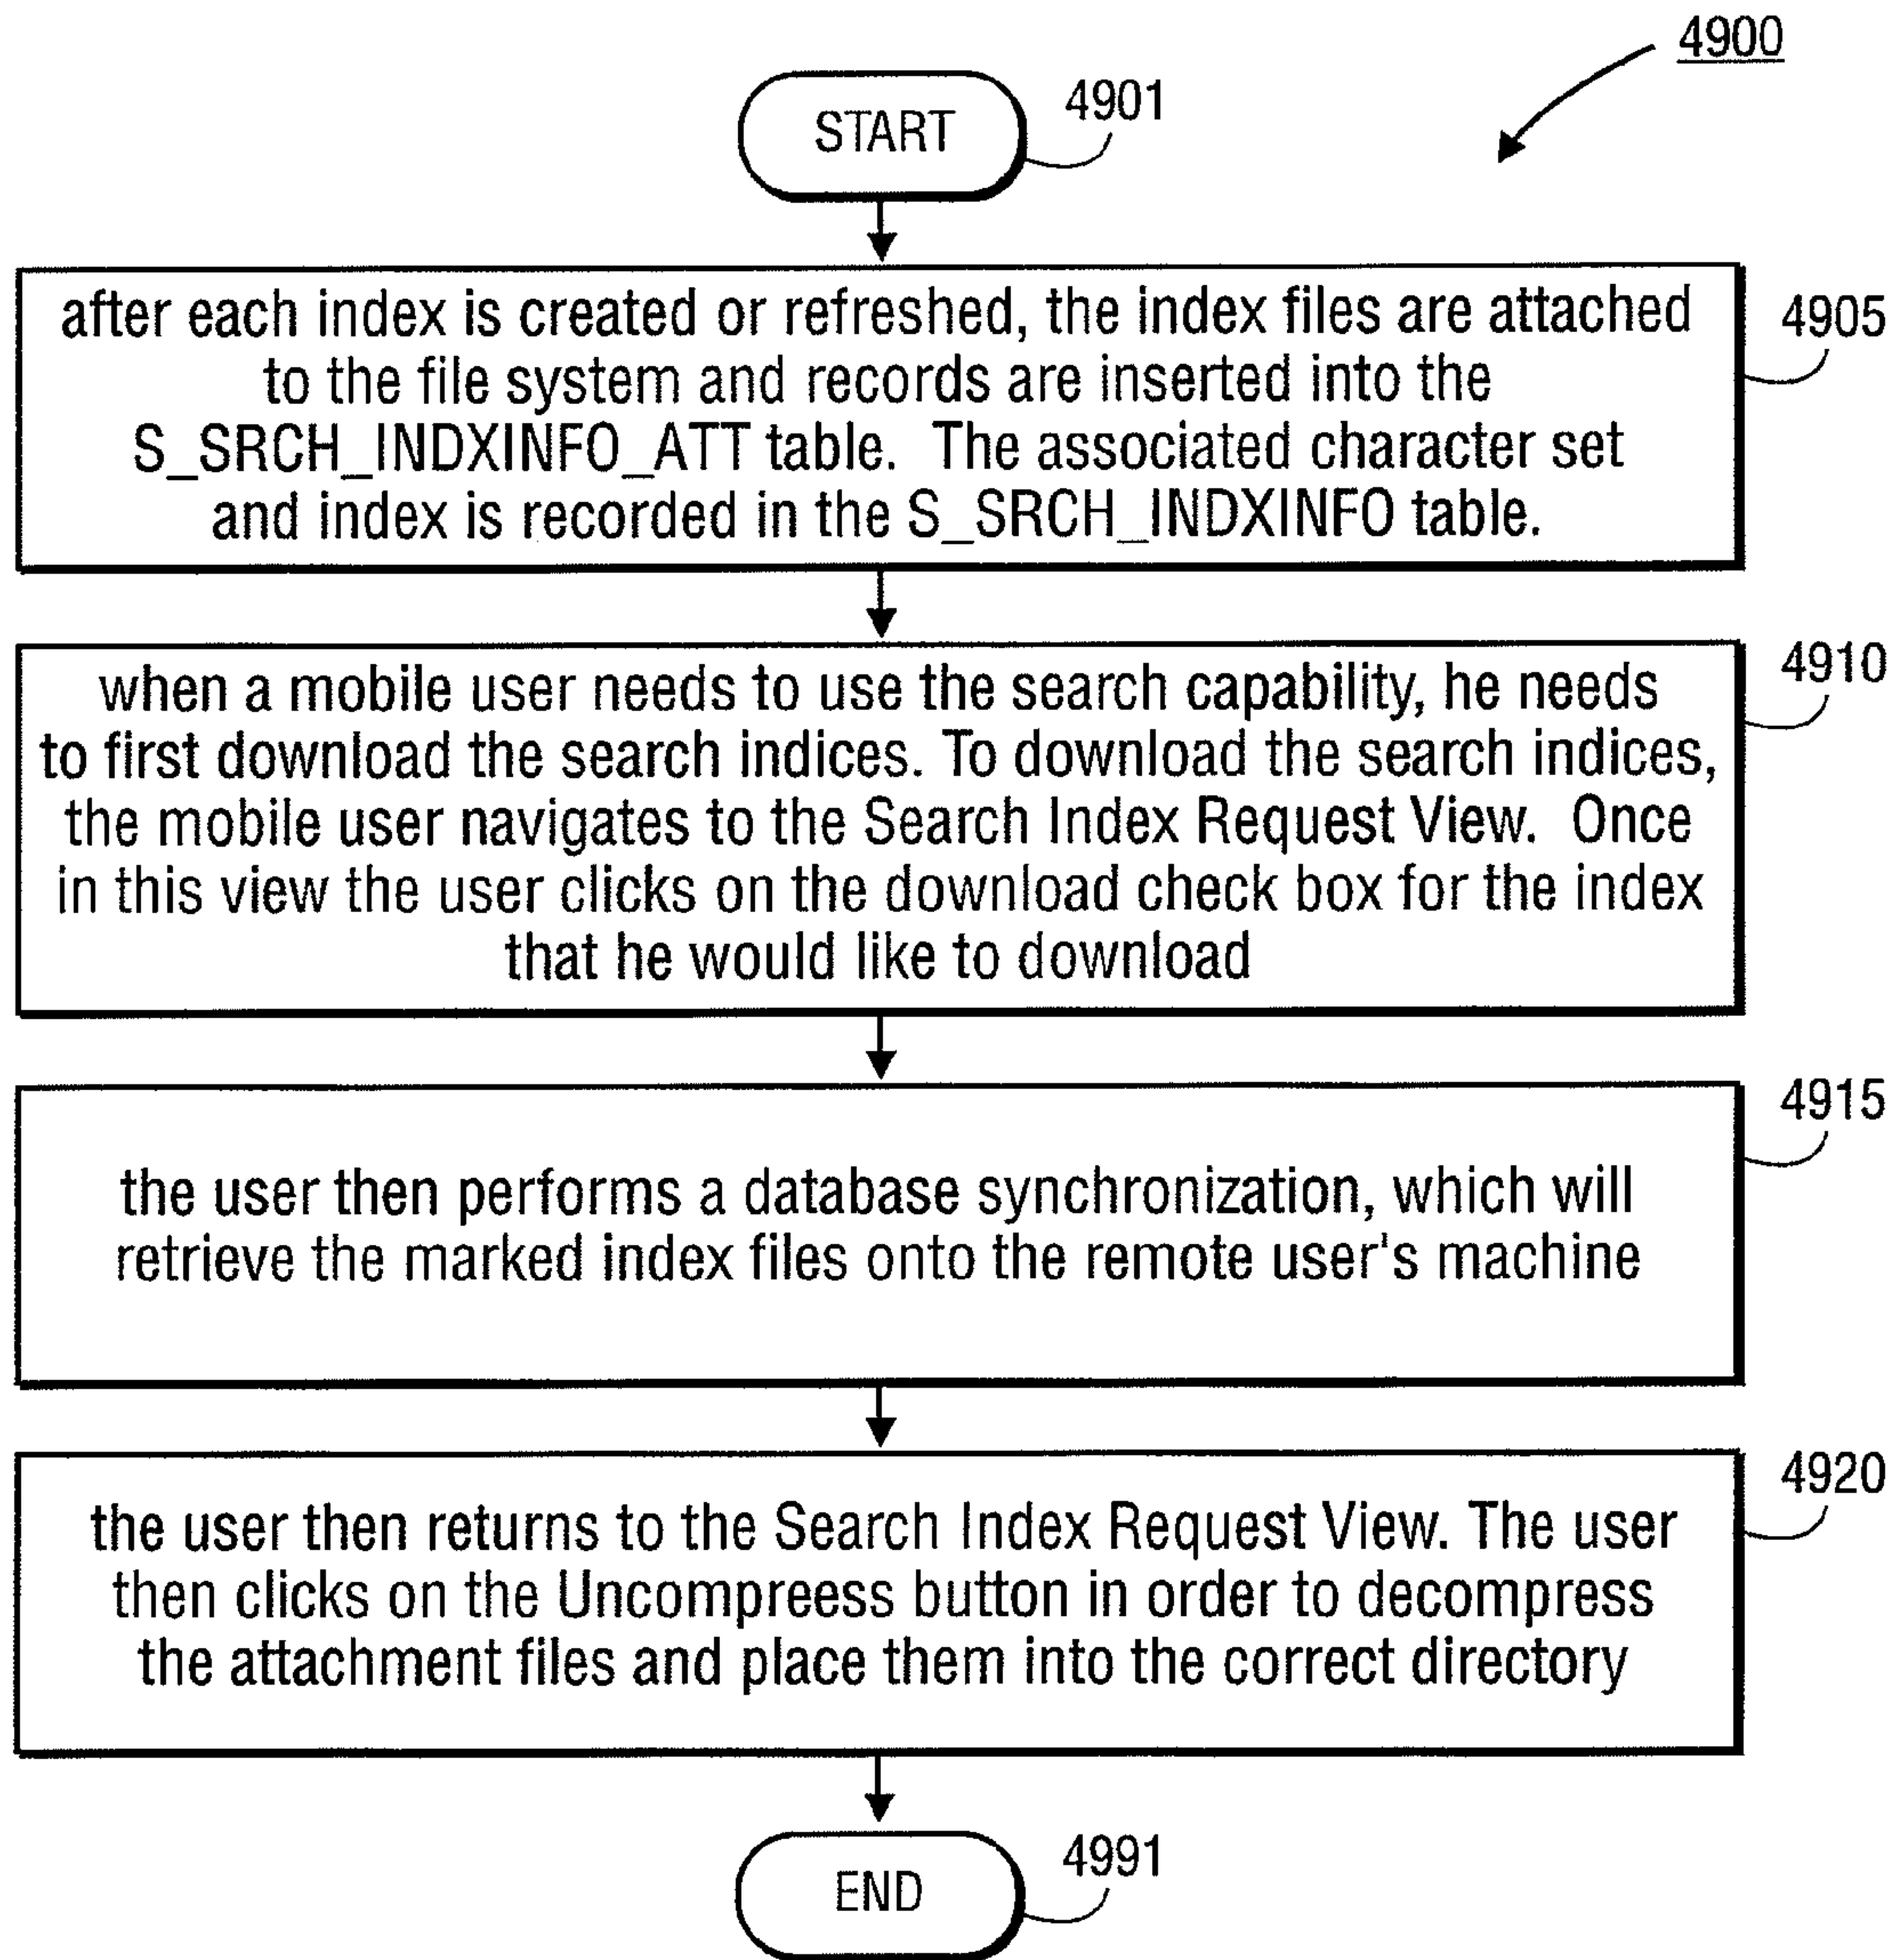 4900
START
4901
after each index is created or refreshed, the index files are attached
4905
to the file system and records are inserted into the
S_SRCH_INDXINFO_ATT table. The associated character set
and index is recorded in the S_SRCH_INDXINFO table.
4910
when a mobile user needs to use the search capability, he needs
to first download the search indices. To download the search indices,
the mobile user navigates to the Search Index Request View. Once
in this view the user clicks on the download check box for the index
that he would like to download
4915
the user then performs a database synchronization, which will
retrieve the marked index files onto the remote user's machine
4920
the user then returns to the Search Index Request View. The user
then clicks on the Uncompreess button in order to decompress
the attachment files and place them into the correct directory
END
4991